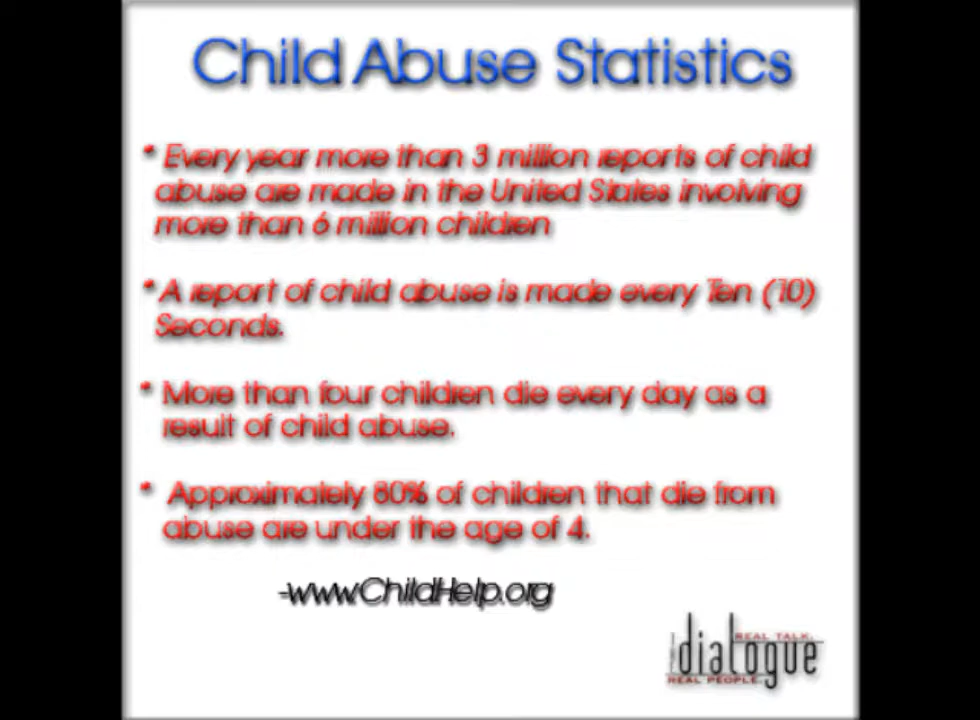 Child Abuse Statistics
* Every year more than 3 million reports of child
abuse are made in the United States involving
more than 6 million children
* A report of child abuse is made every Ten (10)
Seconds.
* More than four children die every day as a
result of child abuse.
* Approximately 80% of children that die from
abuse are under the age of 4.
-www.ChildHelp.org
REAL TALK.
dialogue
REAL PEOPLE.